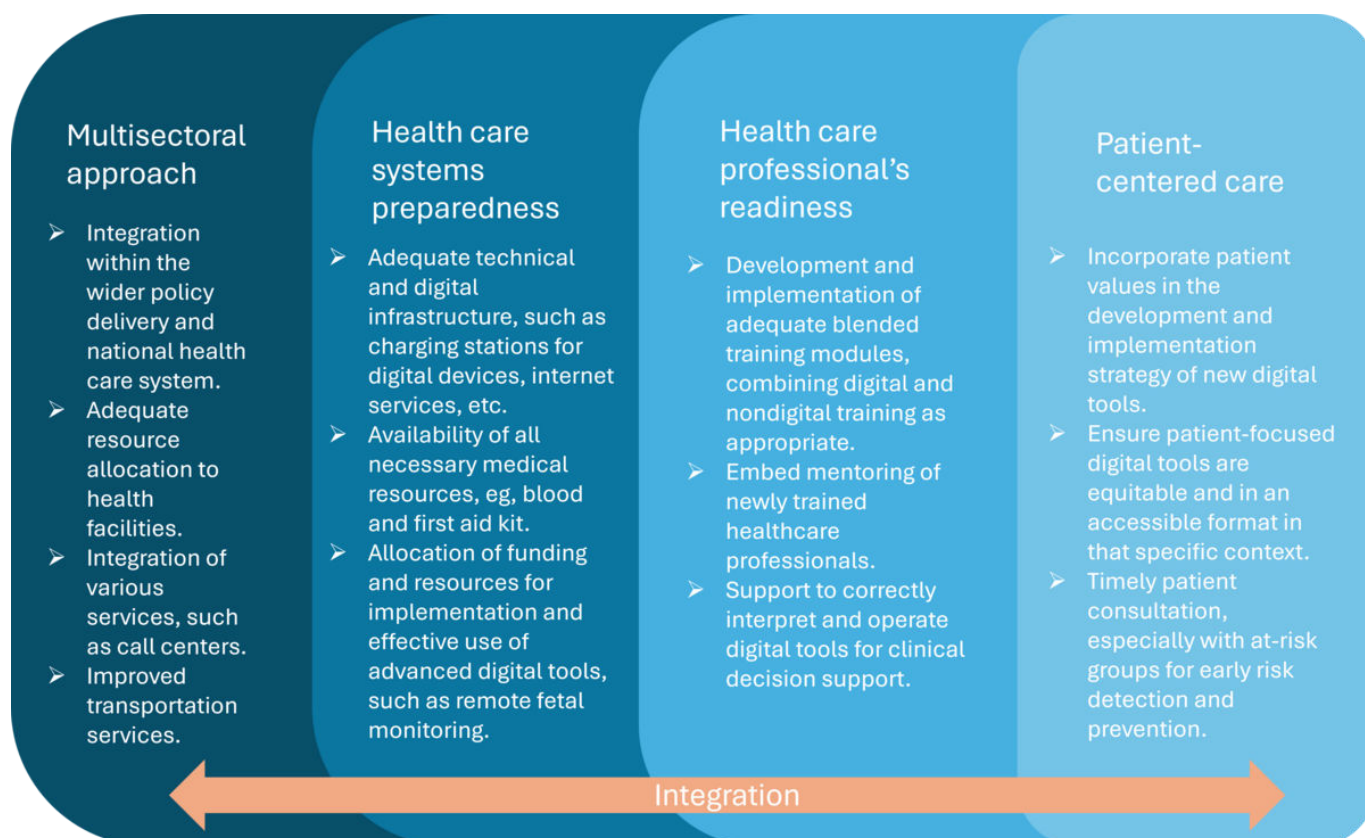 Multisectoral
approach
➢ Integration
within the
wider policy
delivery and
national health
care system.
➢ Adequate
resource
allocation to
health
facilities.
➢ Integration of
various
services, such
as call centers.
➢ Improved
transportation
services.
Health care
systems
preparedness
➢ Adequate technical
and digital
infrastructure, such as
charging stations for
digital devices, internet
services, etc.
➢ Availability of all
necessary medical
resources, eg, blood
and first aid kit.
➢ Allocation of funding
and resources for
implementation and
effective use of
advanced digital tools,
such as remote fetal
monitoring.
Health care
professional’s
readiness
➢ Development and
implementation of
adequate blended
training modules,
combining digital and
nondigital training as
appropriate.
➢ Embed mentoring of
newly trained
healthcare
professionals.
➢ Support to correctly
interpret and operate
digital tools for clinical
decision support.
Patient-
centered care
➢ Incorporate patient
values in the
development and
implementation
strategy of new digital
tools.
➢ Ensure patient-focused
digital tools are
equitable and in an
accessible format in
that specific context.
➢ Timely patient
consultation,
especially with at-risk
groups for early risk
detection and
prevention.
Integration